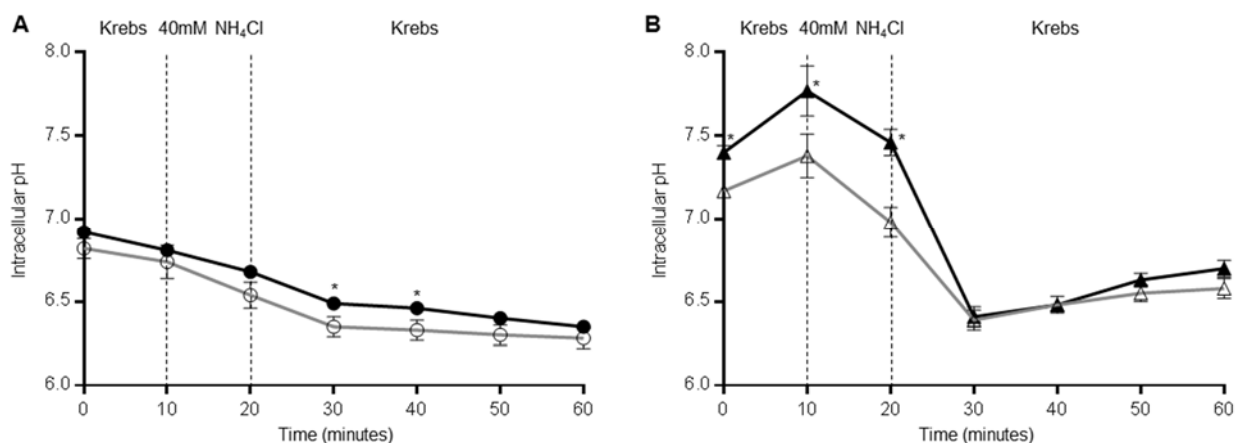 A
Krebs 40mM NH₄Cl Krebs
8.0
7.5
7.0
6.5
6.0
Intracellular pH
* *
0 10 20 30 40 50 60
Time (minutes)
B
Krebs 40mM NH₄Cl Krebs
8.0
7.5
7.0
6.5
6.0
Intracellular pH
* * *
0 10 20 30 40 50 60
Time (minutes)